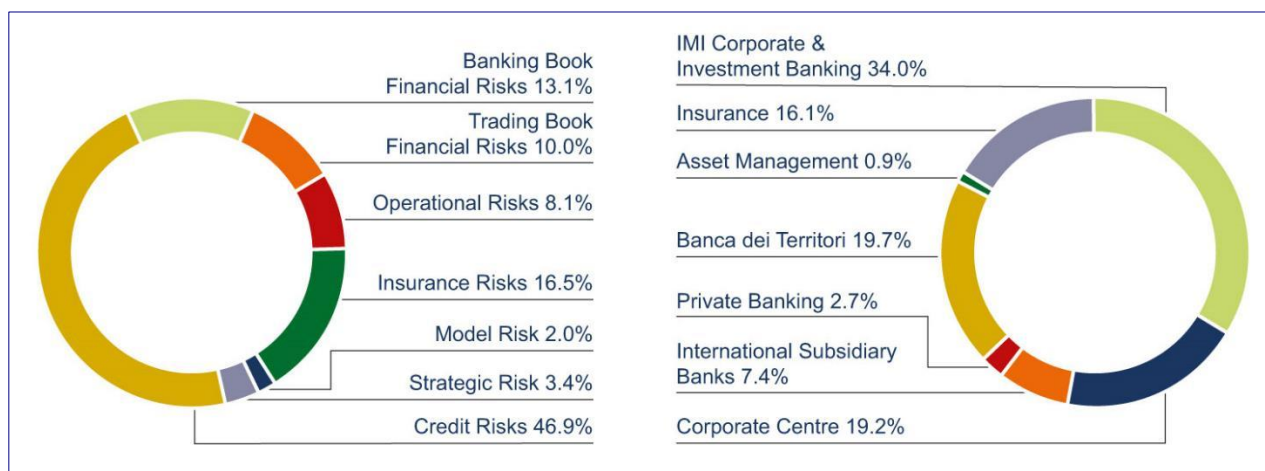 Banking Book
Financial Risks 13.1%
Trading Book
Financial Risks 10.0%
Operational Risks 8.1%
Insurance Risks 16.5%
Model Risk 2.0%
Strategic Risk 3.4%
Credit Risks 46.9%
IMI Corporate &
Investment Banking 34.0%
Insurance 16.1%
Asset Management 0.9%
Banca dei Territori 19.7%
Private Banking 2.7%
International Subsidiary
Banks 7.4%
Corporate Centre 19.2%